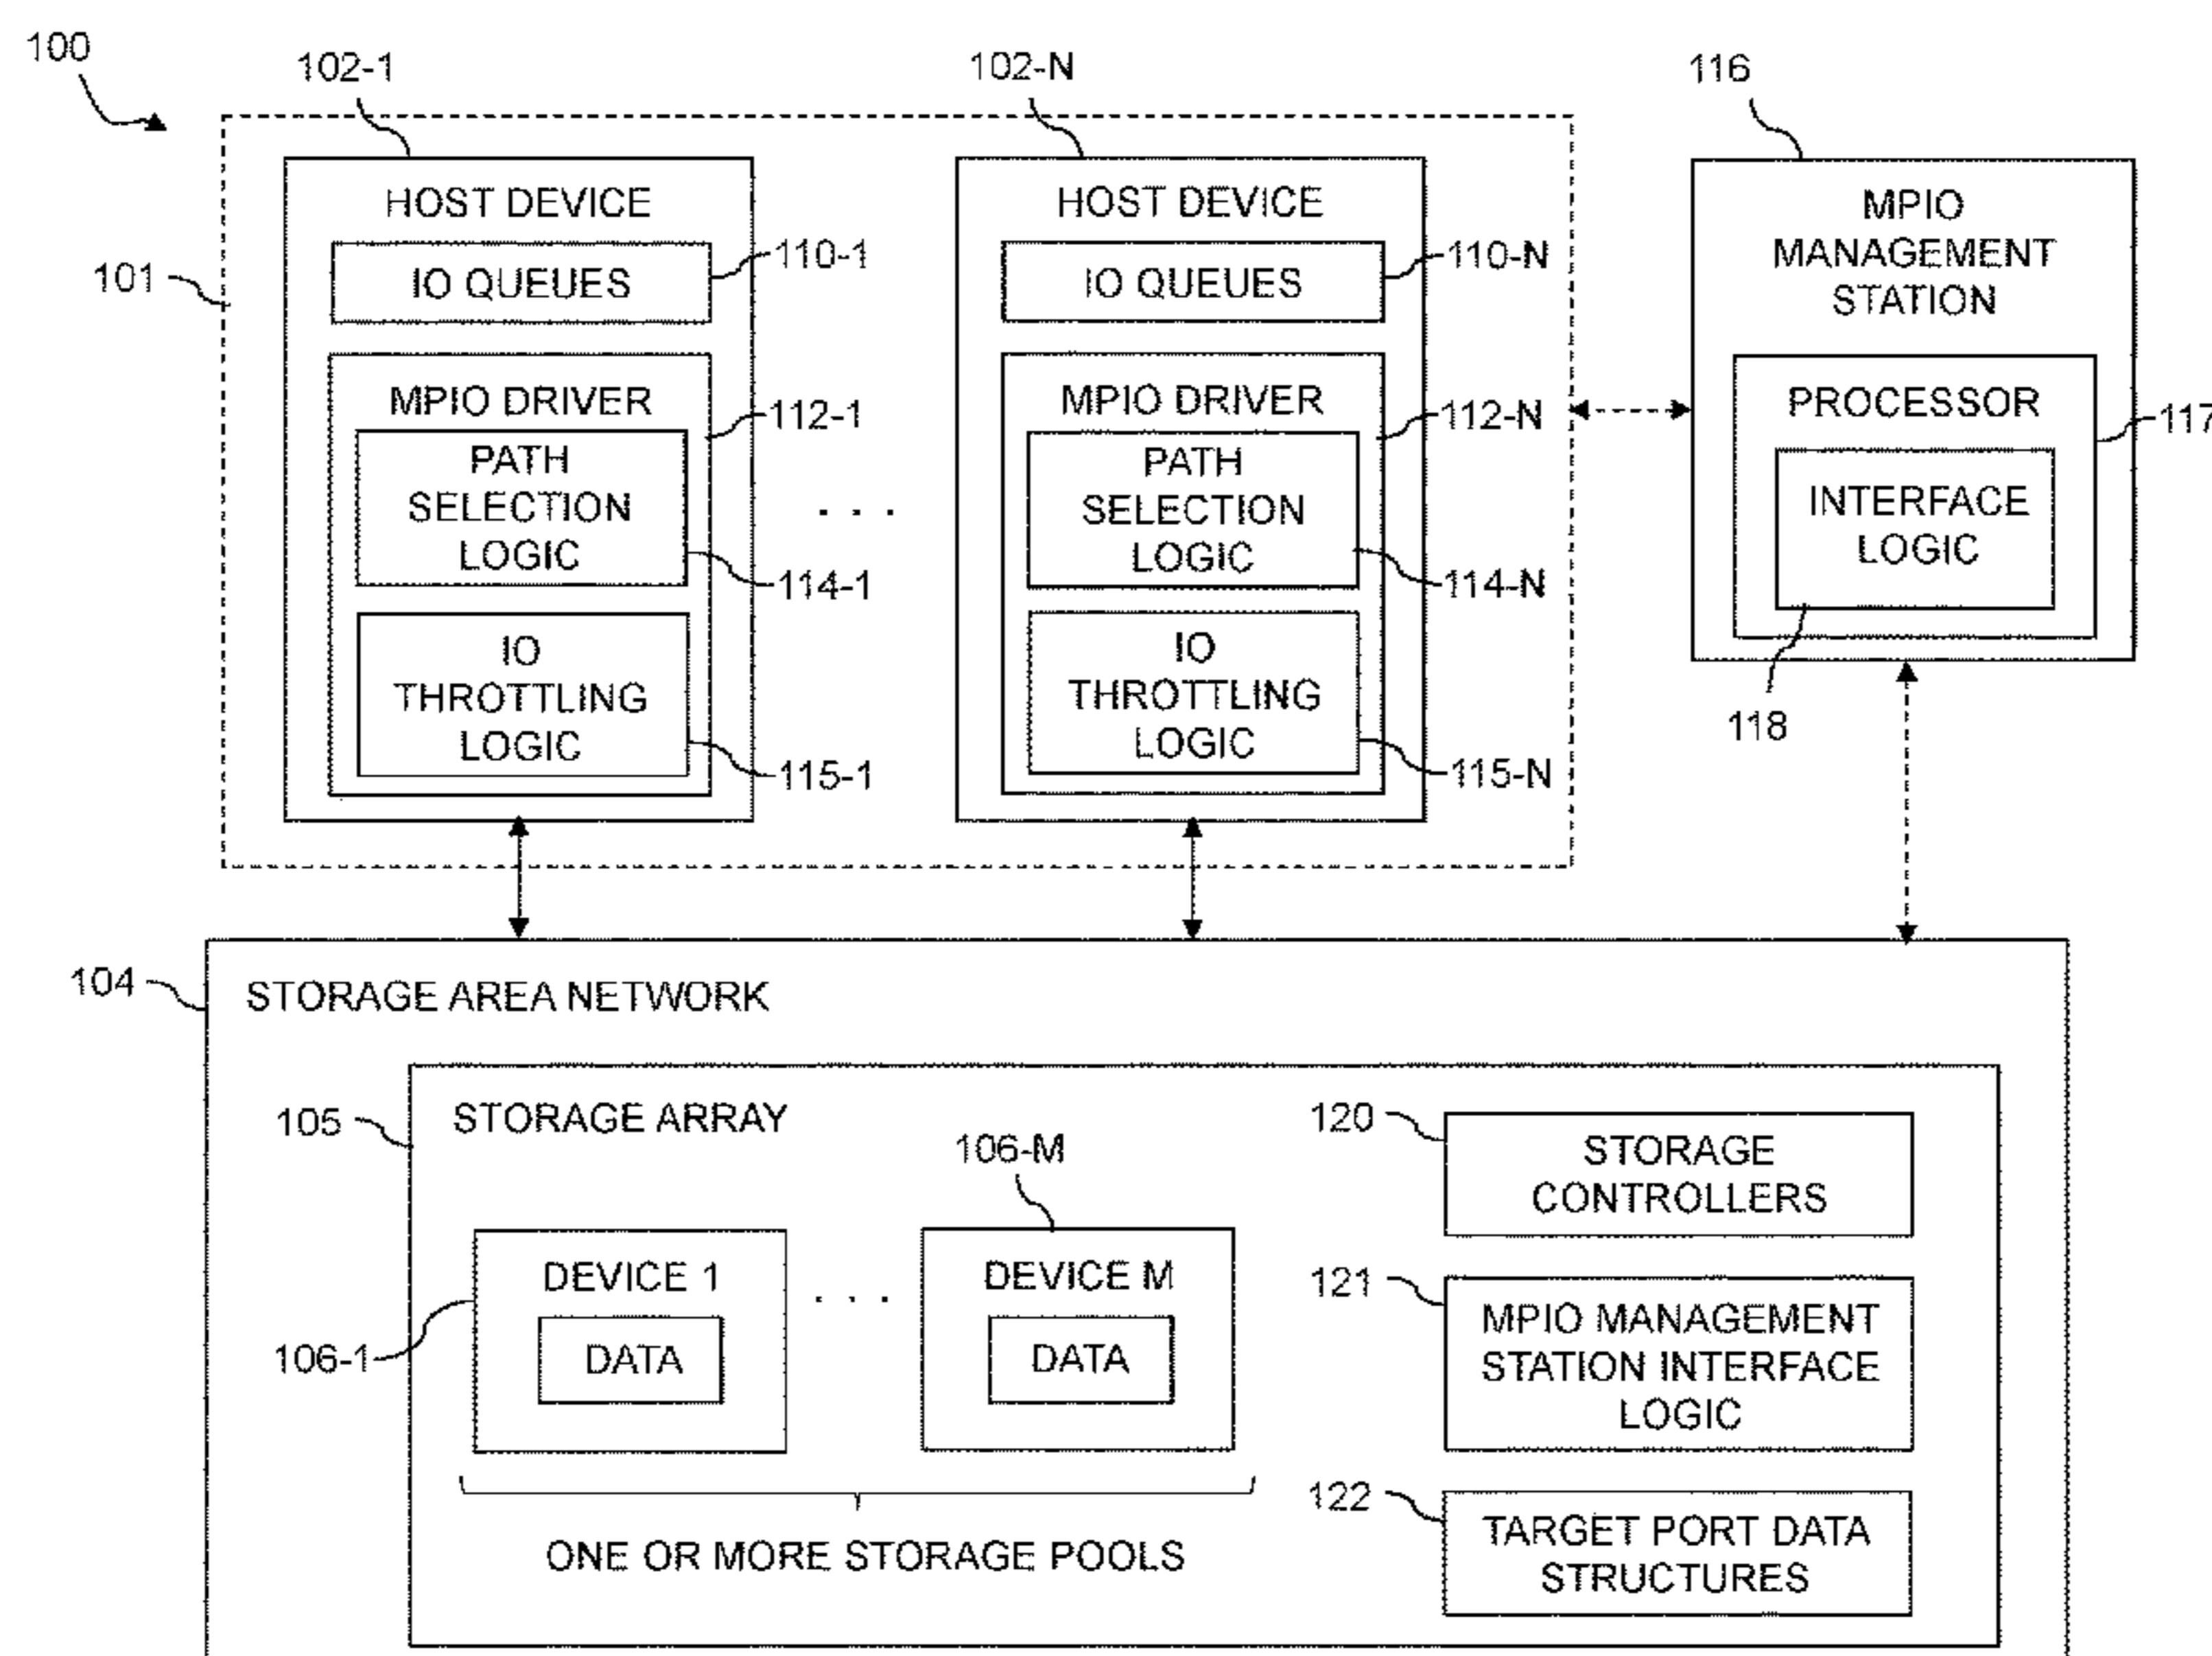 100
102-1
102-N
116
HOST DEVICE
HOST DEVICE
MPIO
MANAGEMENT
STATION
101
IO QUEUES
110-1
IO QUEUES
110-N
MPIO DRIVER
112-1
MPIO DRIVER
112-N
PROCESSOR
117
PATH
SELECTION
LOGIC
114-1
. . .
PATH
SELECTION
LOGIC
114-N
INTERFACE
LOGIC
118
IO
THROTTLING
LOGIC
115-1
IO
THROTTLING
LOGIC
115-N
104
STORAGE AREA NETWORK
105
STORAGE ARRAY
106-M
120
STORAGE
CONTROLLERS
DEVICE 1
DATA
106-1
. . .
DEVICE M
DATA
121
MPIO MANAGEMENT
STATION INTERFACE
LOGIC
ONE OR MORE STORAGE POOLS
122
TARGET PORT DATA
STRUCTURES